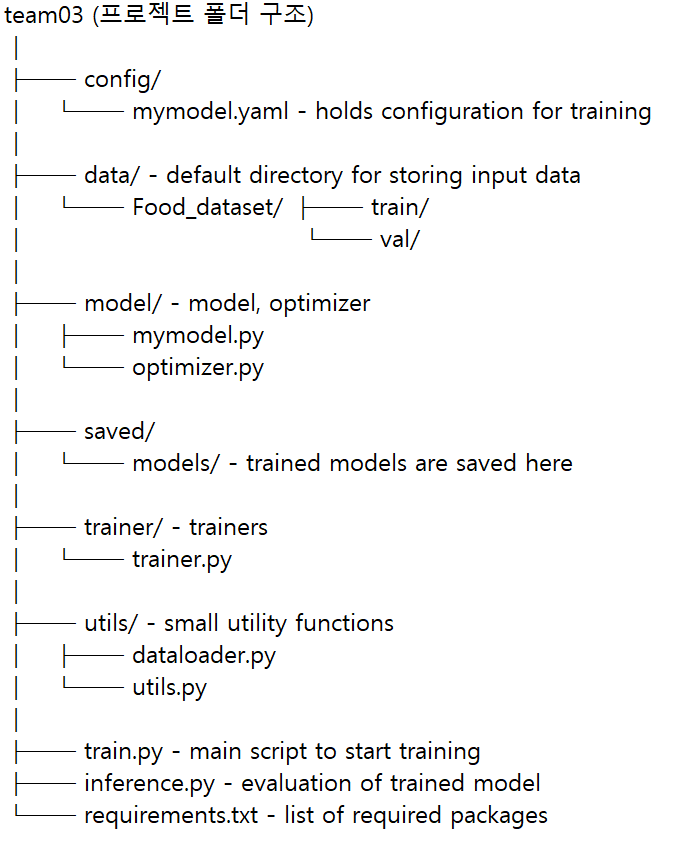 team03 (프로젝트 폴더 구조)
config/
mymodel.yaml - holds configuration for training
data/ - default directory for storing input data
Food_dataset/ ├── train/
└── val/
model/ - model, optimizer
mymodel.py
optimizer.py
saved/
models/ - trained models are saved here
trainer/ - trainers
trainer.py
utils/ - small utility functions
dataloader.py
utils.py
train.py - main script to start training
inference.py - evaluation of trained model
requirements.txt - list of required packages